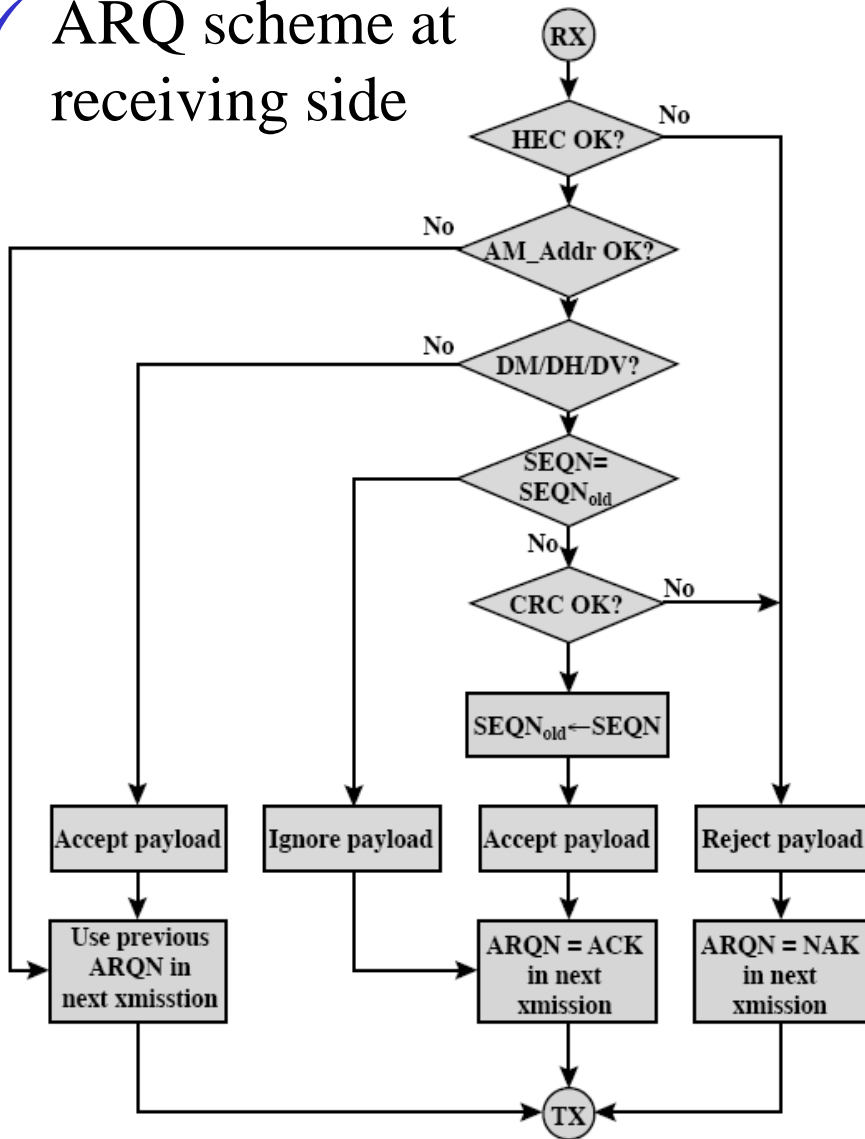 ARQ scheme at
receiving side
RX
HEC OK?
No
No
AM_Addr OK?
No
DM/DH/DV?
SEQN=
SEQNold
No
CRC OK?
No
SEQNold←SEQN
Accept payload
Ignore payload
Accept payload
Reject payload
Use previous
ARQN in
next xmisstion
ARQN = ACK
in next
xmission
ARQN = NAK
in next
xmission
TX